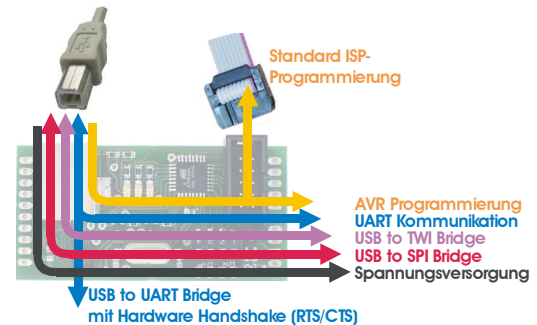 Standard ISP-
Programmierung
AVR Programmierung
UART Kommunikation
USB to TWI Bridge
USB to SPI Bridge
Spannungsversorgung
USB to UART Bridge
mit Hardware Handshake (RTS/CTS)